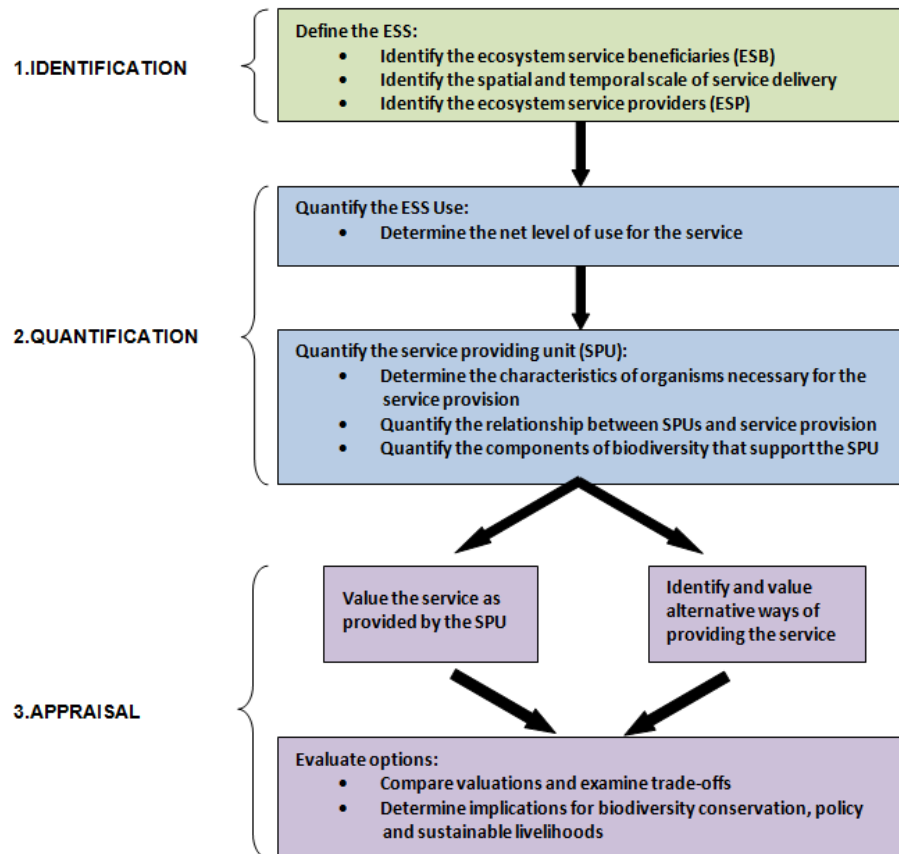 Define the ESS:
• Identify the ecosystem service beneficiaries (ESB)
1.IDENTIFICATION
• Identify the spatial and temporal scale of service delivery
• Identify the ecosystem service providers (ESP)
Quantify the ESS Use:
• Determine the net level of use for the service
2.QUANTIFICATION
Quantify the service providing unit (SPU):
• Determine the characteristics of organisms necessary for the
service provision
• Quantify the relationship between SPUs and service provision
• Quantify the components of biodiversity that support the SPU
3.APPRAISAL
Value the service as
provided by the SPU
Identify and value
alternative ways of
providing the service
Evaluate options:
• Compare valuations and examine trade-offs
• Determine implications for biodiversity conservation, policy
and sustainable livelihoods